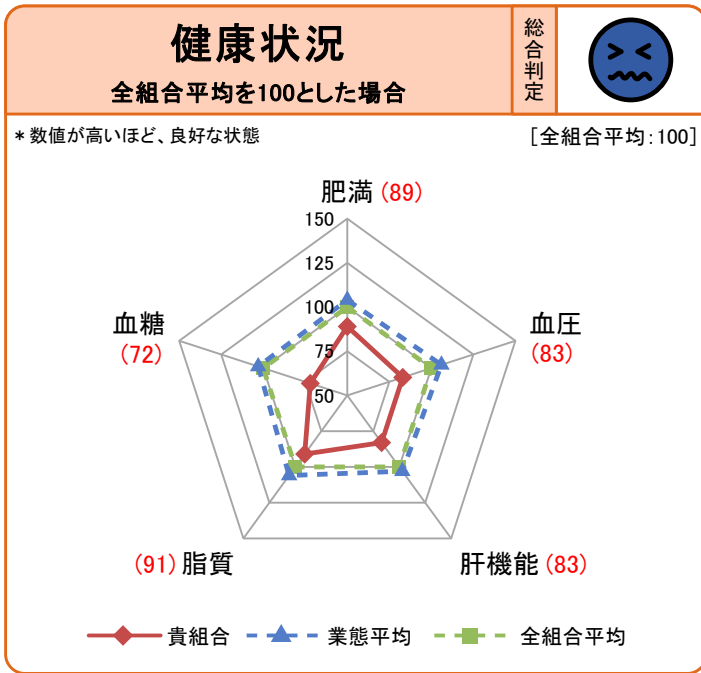 健康状況
全組合平均を100とした場合
総合判定
*数値が高いほど、良好な状態
[全組合平均:100]
肥満(89)
150
125
100
75
50
血糖
(72)
血圧
(83)
(91)脂質
肝機能(83)
貴組合
業態平均
全組合平均